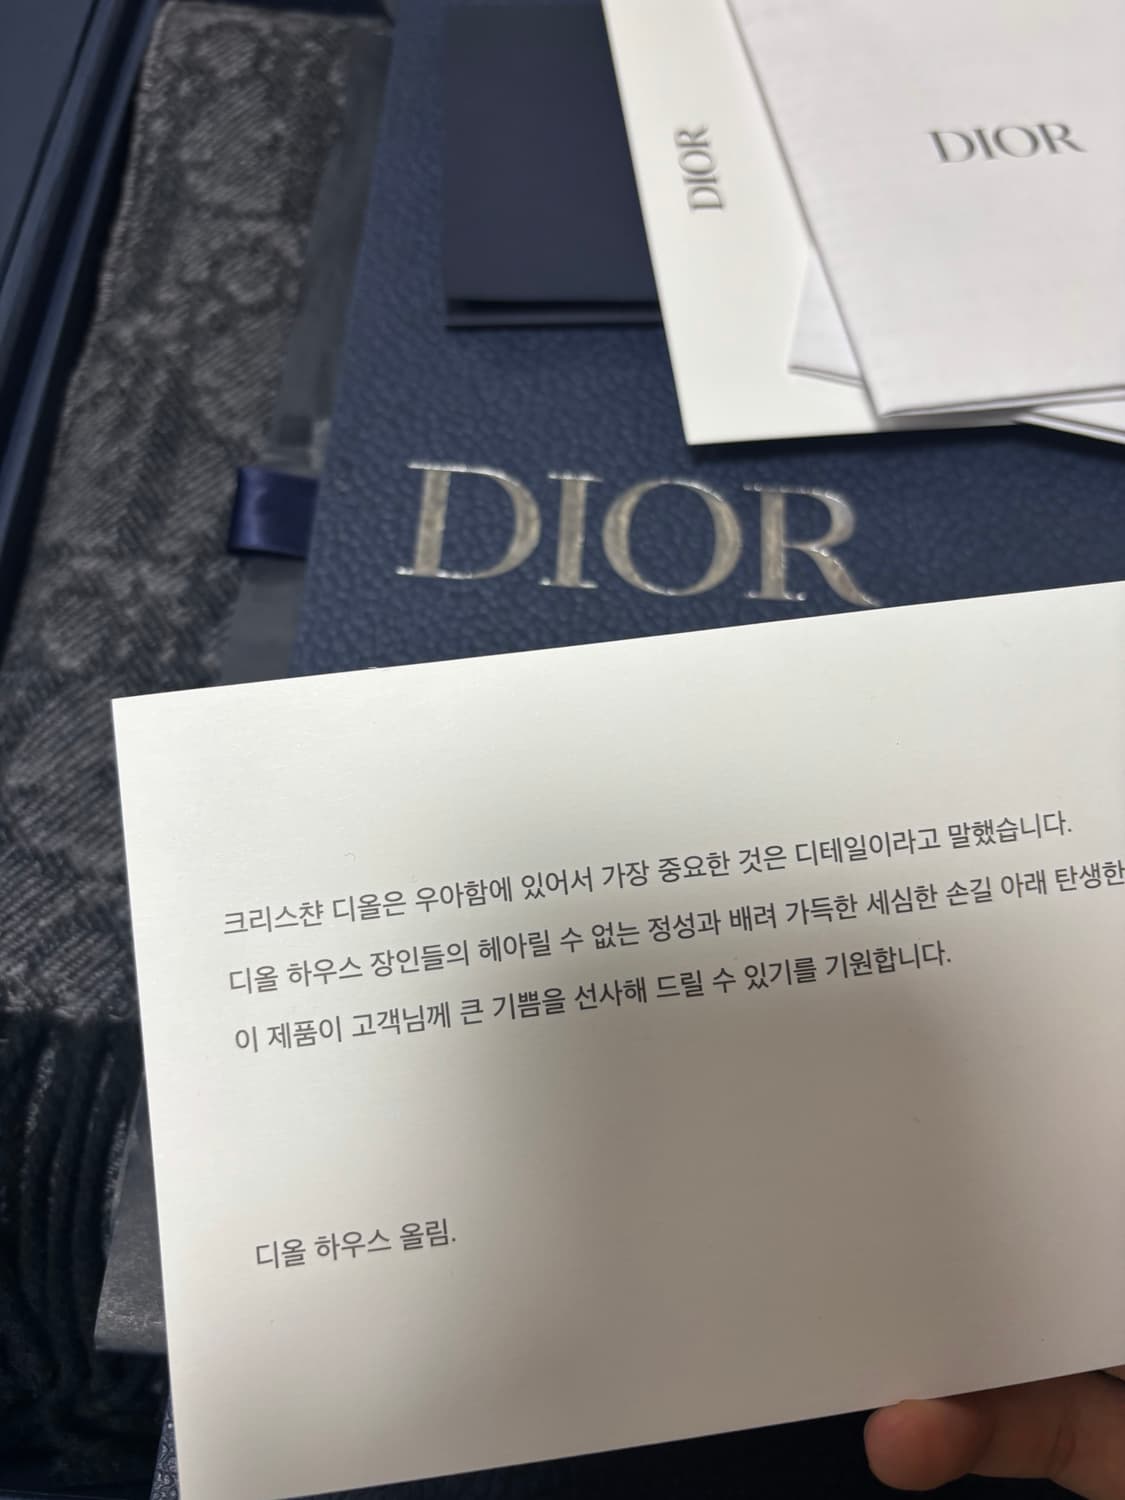 DIOR
DIOR
DIOR
크리스챤 디올은 우아함에 있어서 가장 중요한 것은 디테일이라고 말했습니다.
디올 하우스 장인들의 헤아릴 수 없는 정성과 배려 가득한 세심한 손길 아래 탄생한
이 제품이 고객님께 큰 기쁨을 선사해 드릴 수 있기를 기원합니다.
디올 하우스 올림.